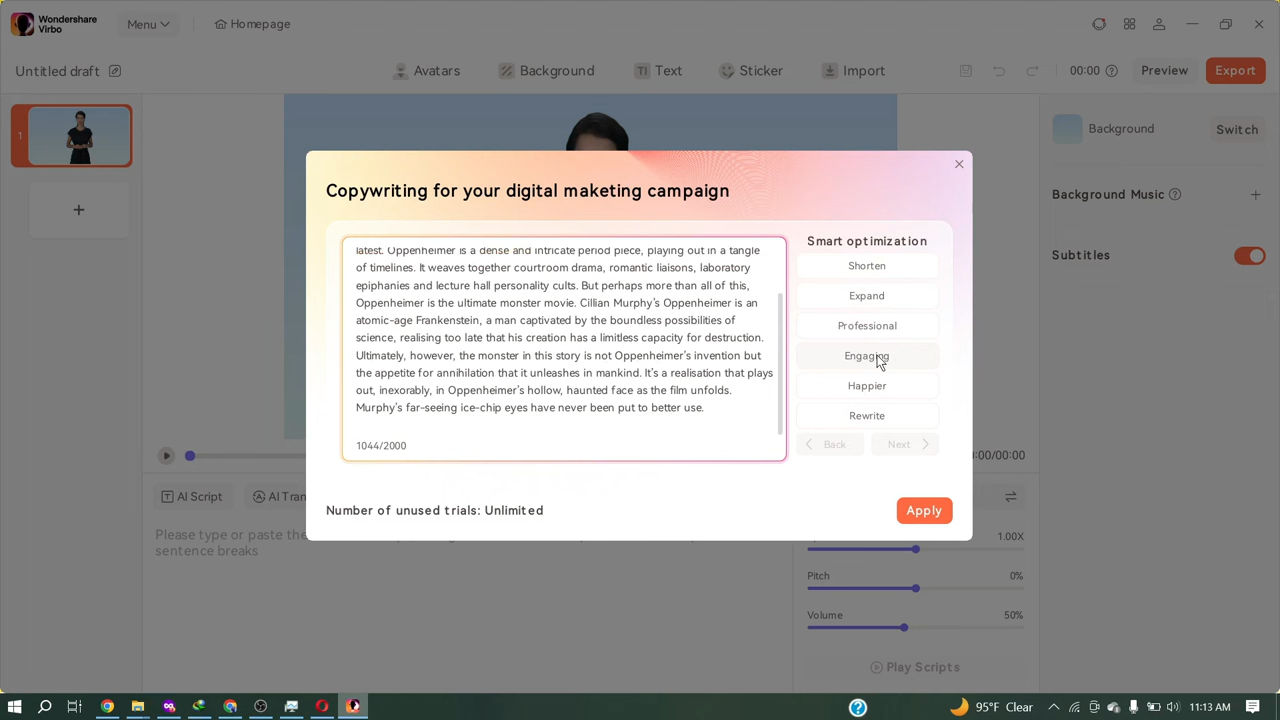 Wondershare
Virbo
Menu
Homepage
Untitled draft
Avatars
Background
TI Text
Sticker
Import
00:00
Preview
Export
1
Background
Switch
Background Music
Subtitles
Copywriting for your digital maketing campaign
latest. Oppenheimer is a dense and intricate period piece, playing out in a tangle
of timelines. It weaves together courtroom drama, romantic liaisons, laboratory
epiphanies and lecture hall personality cults. But perhaps more than all of this,
Oppenheimer is the ultimate monster movie. Cillian Murphy's Oppenheimer is an
atomic-age Frankenstein, a man captivated by the boundless possibilities of
science, realising too late that his creation has a limitless capacity for destruction.
Ultimately, however, the monster in this story is not Oppenheimer's invention but
the appetite for annihilation that it unleashes in mankind. It's a realisation that plays
out, inexorably, in Oppenheimer's hollow, haunted face as the film unfolds.
Murphy's far-seeing ice-chip eyes have never been put to better use.
1044/2000
Smart optimization
Shorten
Expand
Professional
Engaging
Happier
Rewrite
Back
Next
Number of unused trials: Unlimited
Apply
00/00:00
AI Script
AI Tran
Please type or paste the
sentence breaks
1.00X
Pitch
0%
Volume
50%
Play Scripts
95°F Clear
11:13 AM